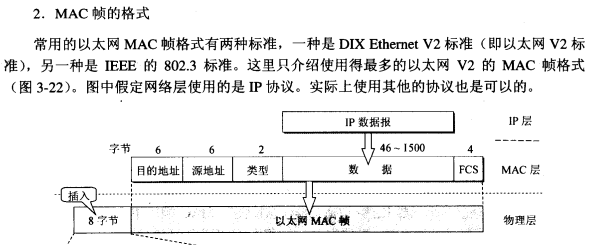 2．MAC 帧的格式
常用的以太网 MAC 帧格式有两种标准，一种是 DIX Ethernet V2 标准（即以太网 V2 标
准），另一种是 IEEE 的 802.3 标准。这里只介绍使用得最多的以太网 V2 的 MAC 帧格式
（图 3-22）。图中假定网络层使用的是 IP 协议。实际上使用其他的协议也是可以的。
IP 数据报 IP 层
字节 6 6 2 46 ~ 1500 4
目的地址 源地址 类型 数 据 FCS MAC 层
插入
8 字节 以太网 MAC 帧 物理层